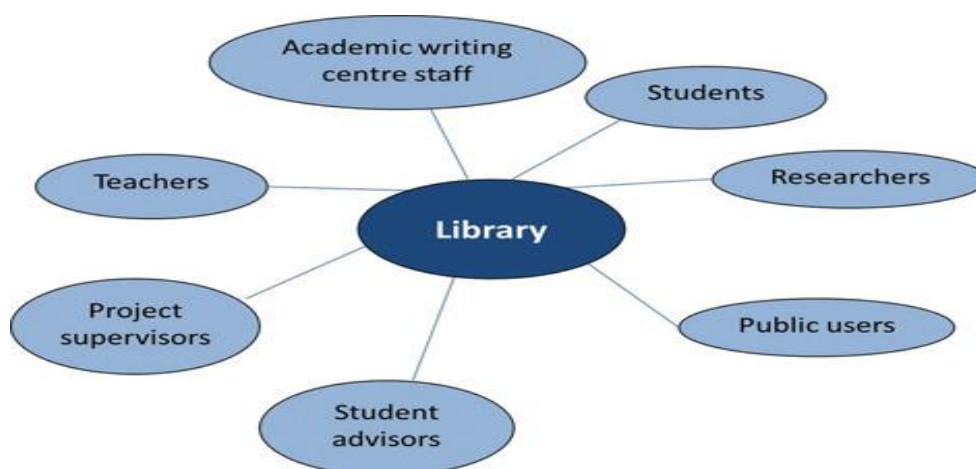 Academic writing
centre staff
Students
Teachers
Researchers
Library
Project
supervisors
Public users
Student
advisors